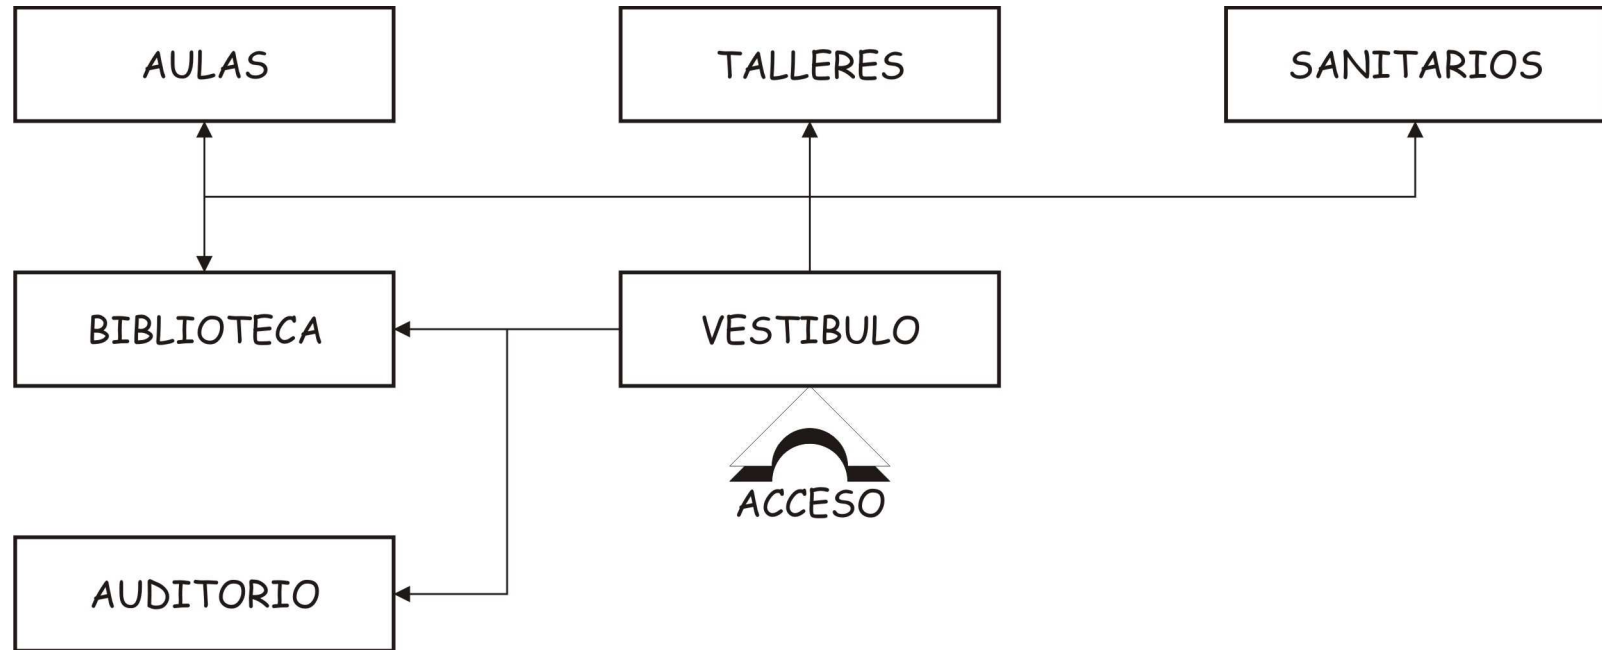 AULAS
TALLERES
SANITARIOS
BIBLIOTECA
VESTIBULO
ACCESO
AUDITORIO